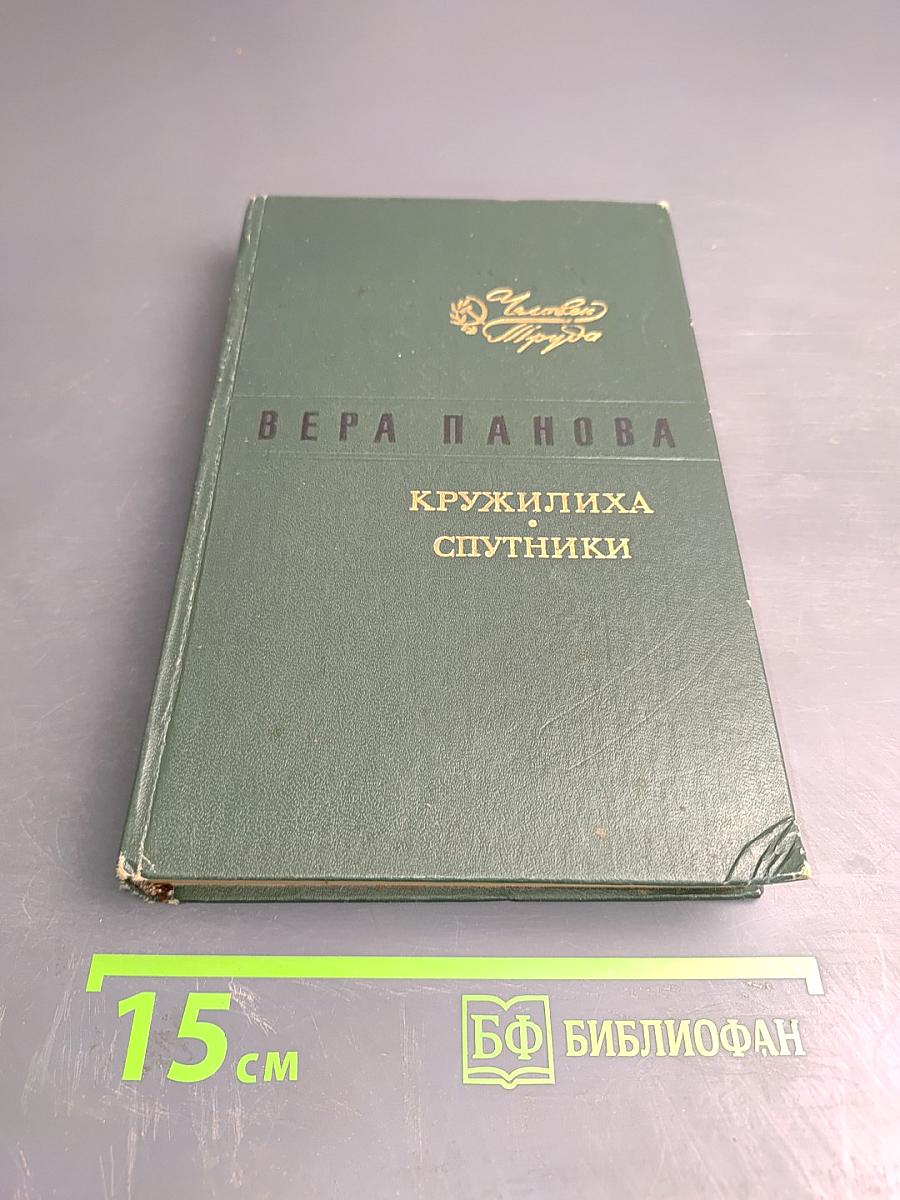 Человек
Труда
ВЕРА ПАНОВА
КРУЖИЛИХА
•
СПУТНИКИ
15 см
БФ БИБЛИОФАН